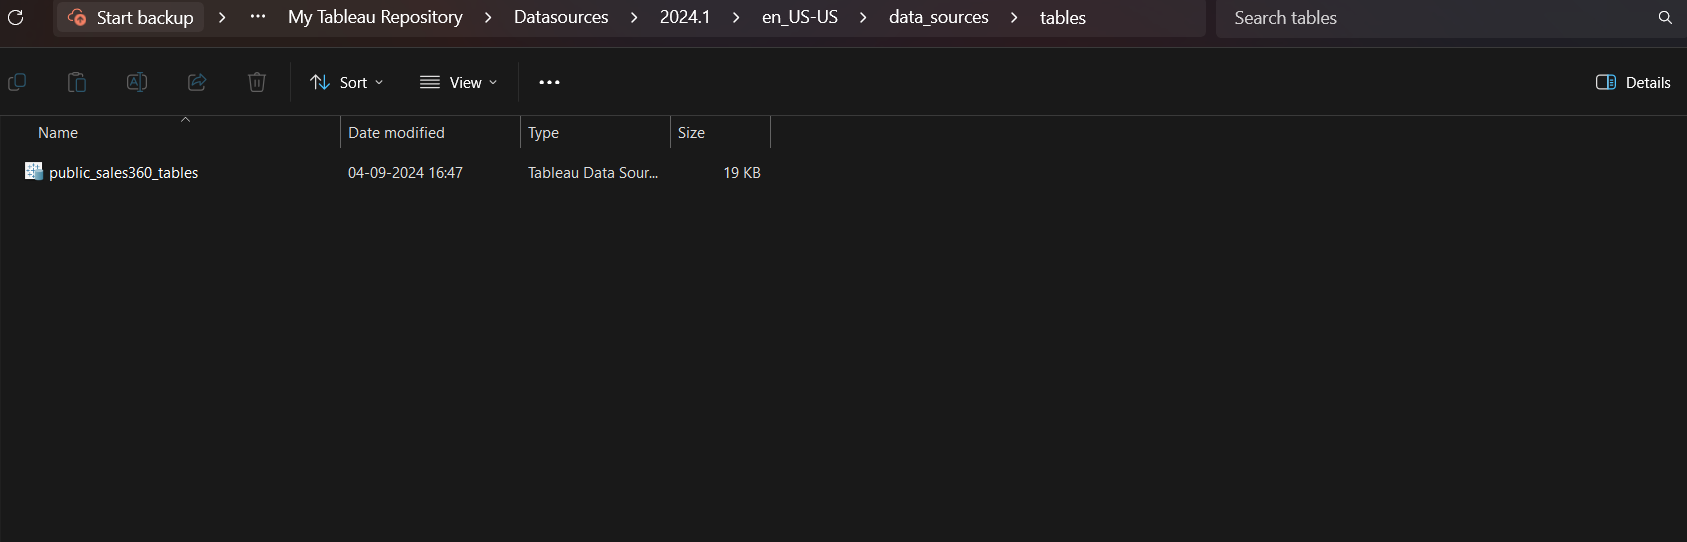 Start backup > ... My Tableau Repository > Datasources > 2024.1 > en_US-US > data_sources > tables Search tables
Sort View ... Details
Name Date modified Type Size
public_sales360_tables 04-09-2024 16:47 Tableau Data Sour... 19 KB